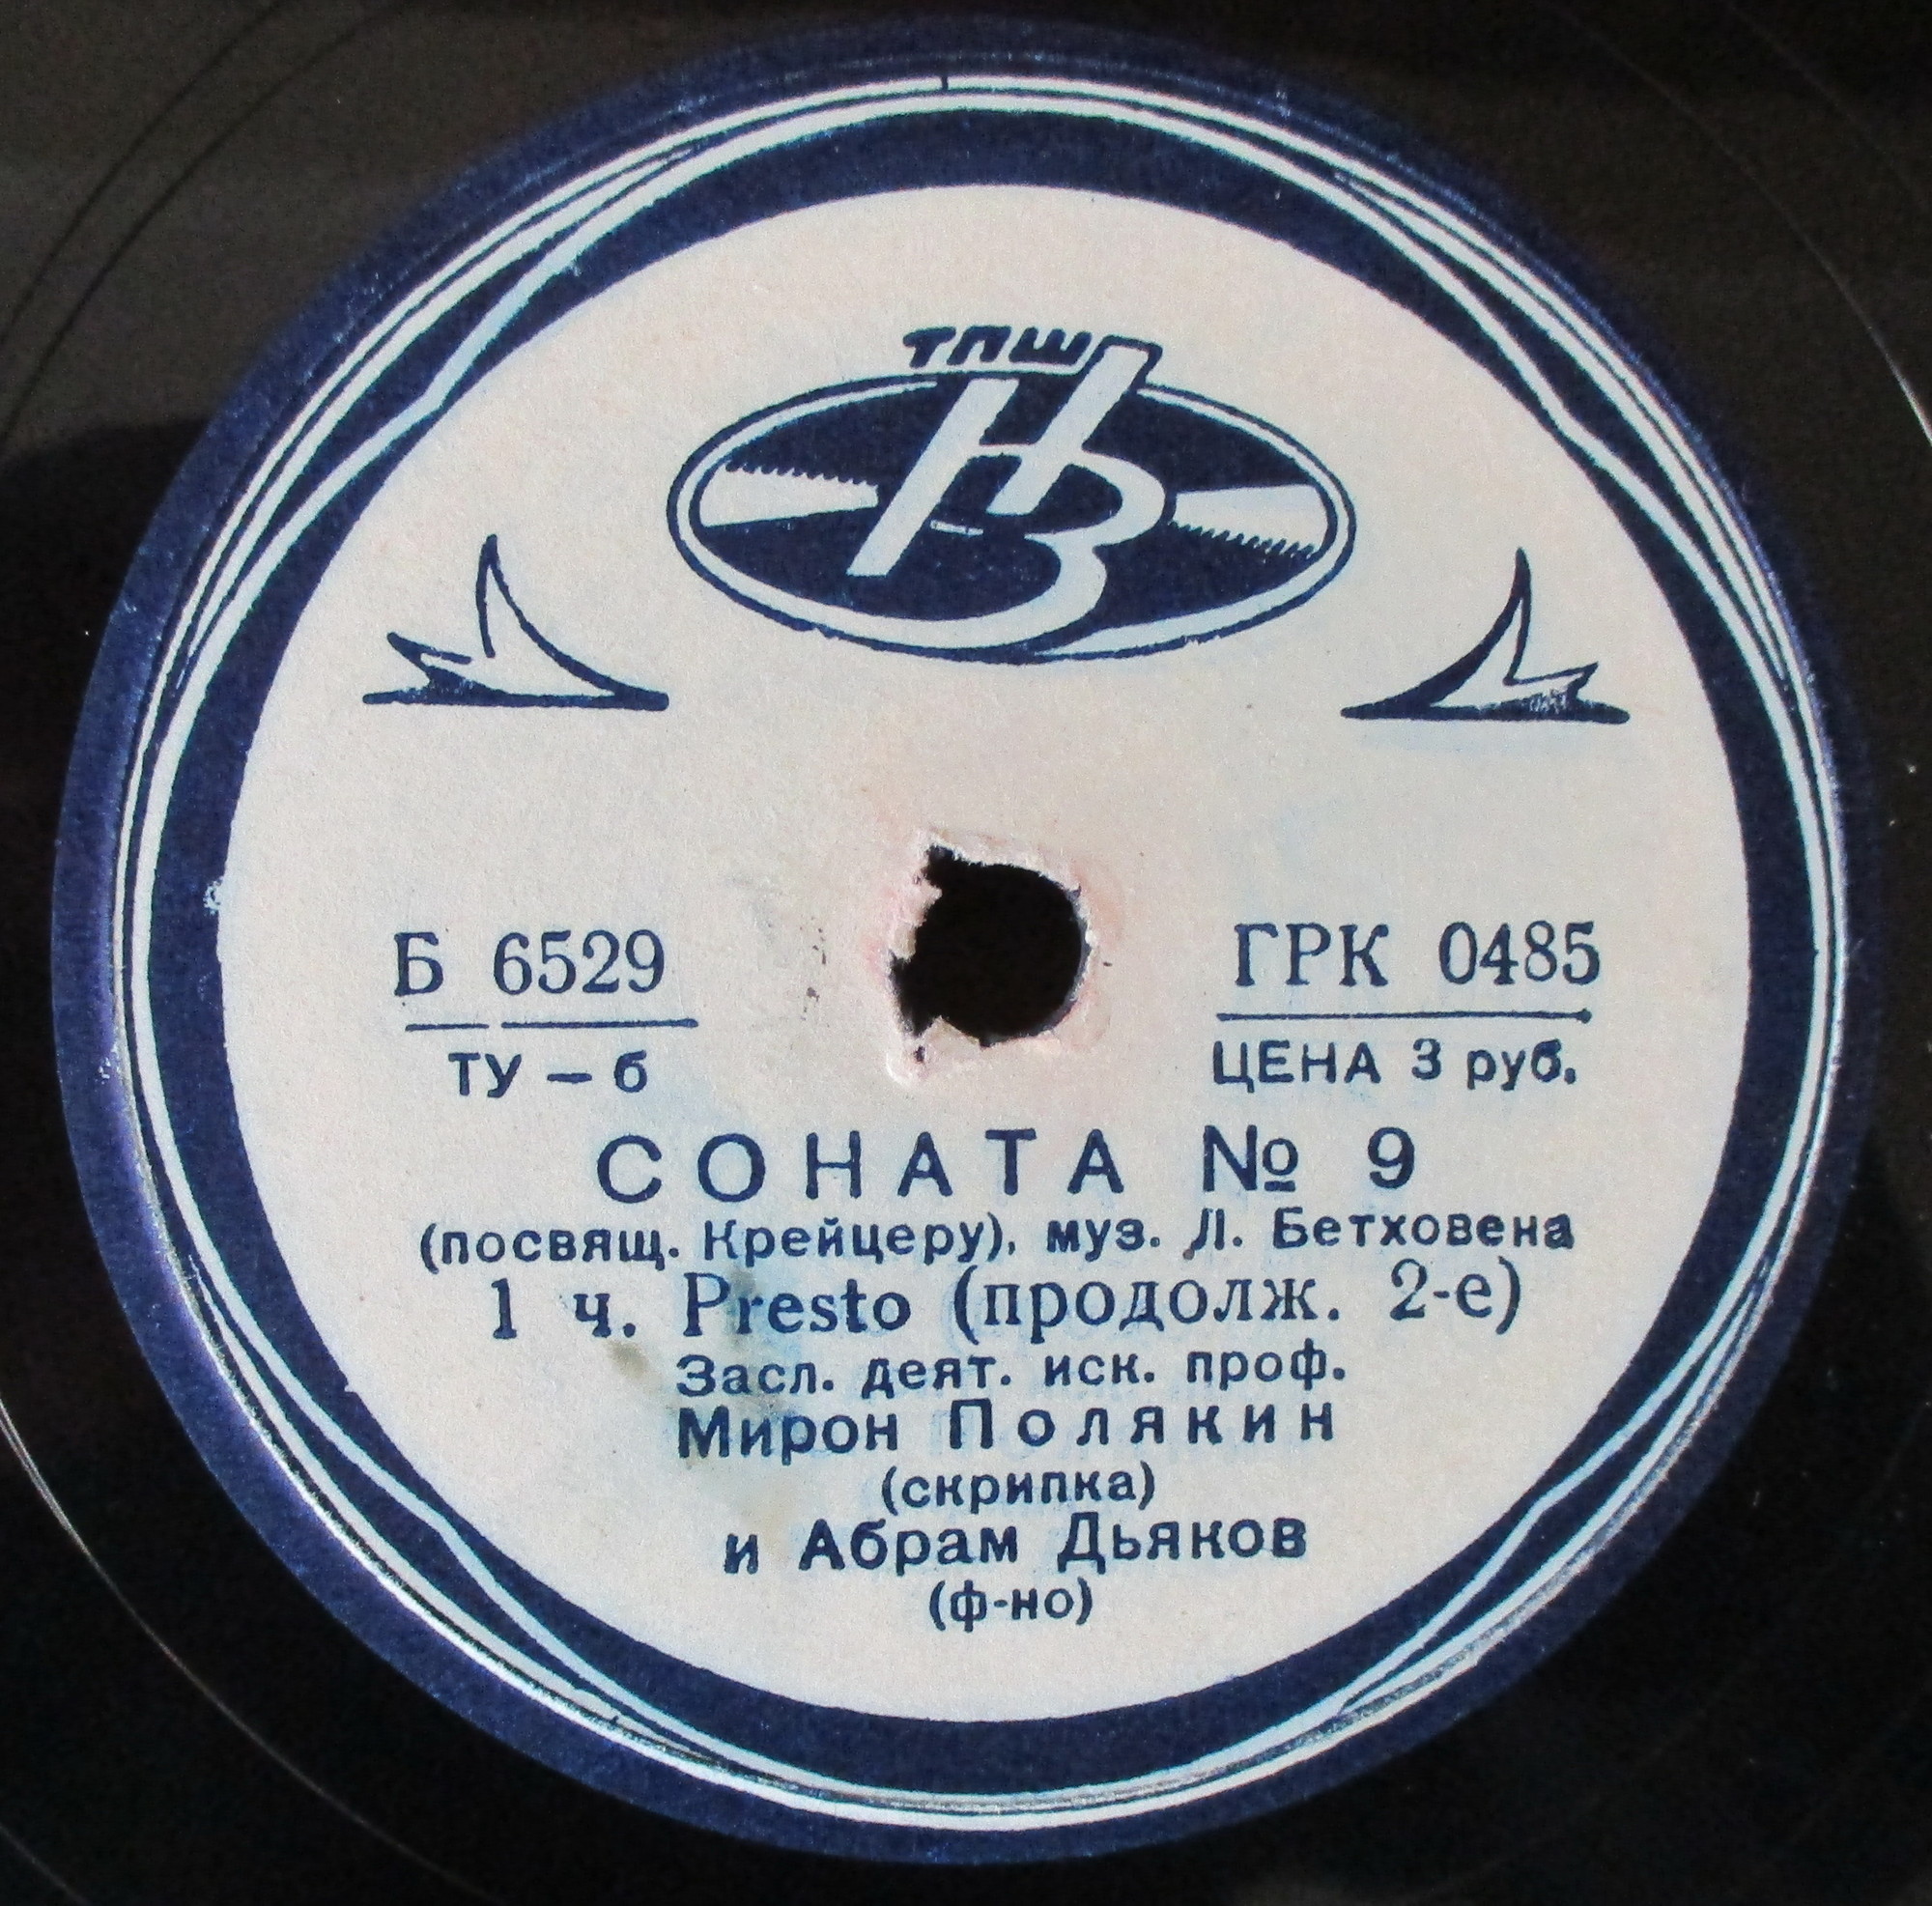 ТПШ
НЗ
Б 6529
ГРК 0485
ТУ — б
ЦЕНА 3 руб.
СОНАТА № 9
(посвящ. Крейцеру), муз. Л. Бетховена
1 ч. Presto (продолж. 2-е)
Засл. деят. иск. проф.
Мирон Полякин
(скрипка)
и Абрам Дьяков
(ф-но)